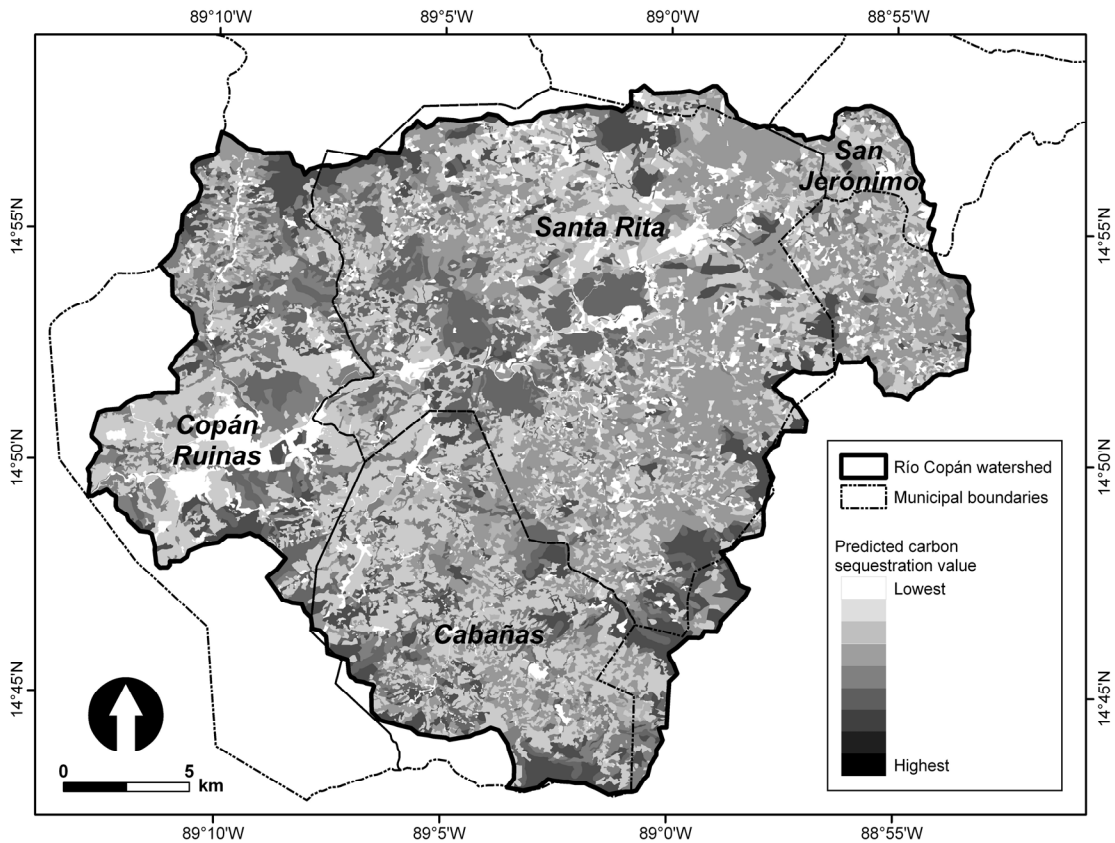 89°10'W 89°5'W 89°0'W 88°55'W
San
Jerónimo
Santa Rita
14°55'N
14°55'N
Copán
Ruinas
14°50'N
14°50'N
Río Copán watershed
Municipal boundaries
Predicted carbon
sequestration value
Lowest
Highest
Cabañas
14°45'N
14°45'N
0 5
km
89°10'W 89°5'W 89°0'W 88°55'W